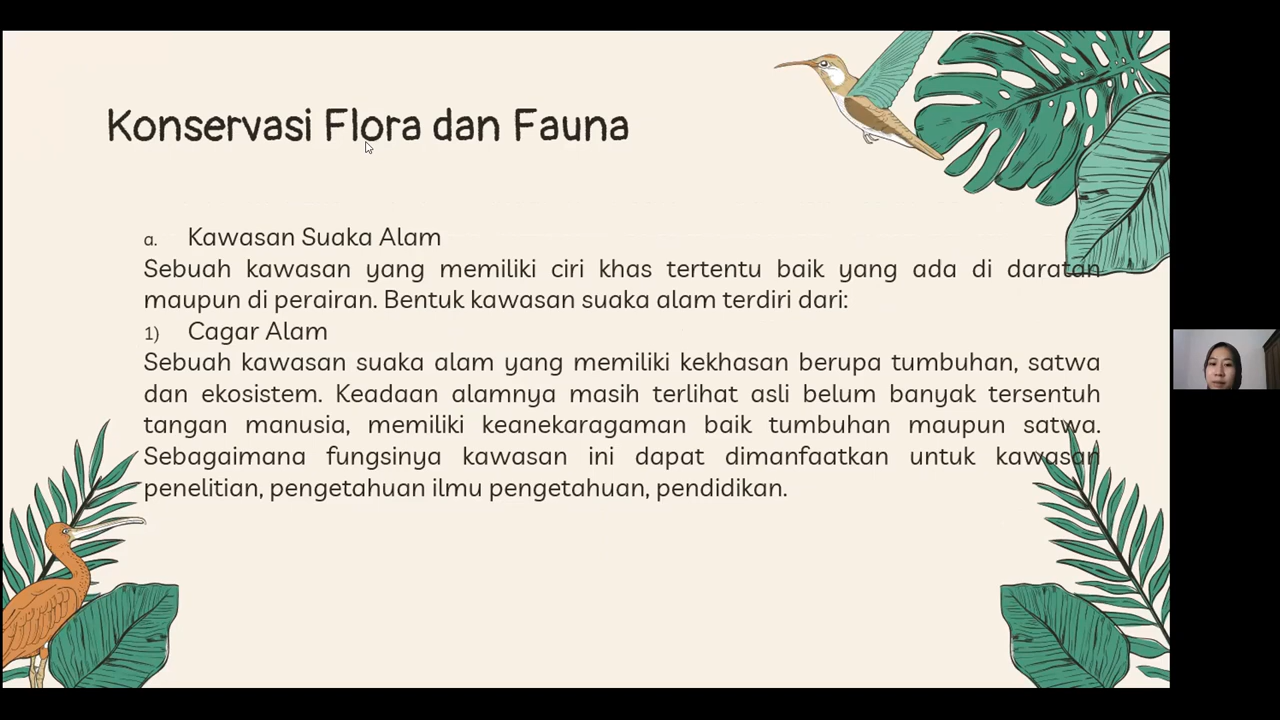 Konservasi Flora dan Fauna
a. Kawasan Suaka Alam
Sebuah kawasan yang memiliki ciri khas tertentu baik yang ada di daratan
maupun di perairan. Bentuk kawasan suaka alam terdiri dari:
1) Cagar Alam
Sebuah kawasan suaka alam yang memiliki kekhasan berupa tumbuhan, satwa
dan ekosistem. Keadaan alamnya masih terlihat asli belum banyak tersentuh
tangan manusia, memiliki keanekaragaman baik tumbuhan maupun satwa.
Sebagaimana fungsinya kawasan ini dapat dimanfaatkan untuk kawasan
penelitian, pengetahuan ilmu pengetahuan, pendidikan.